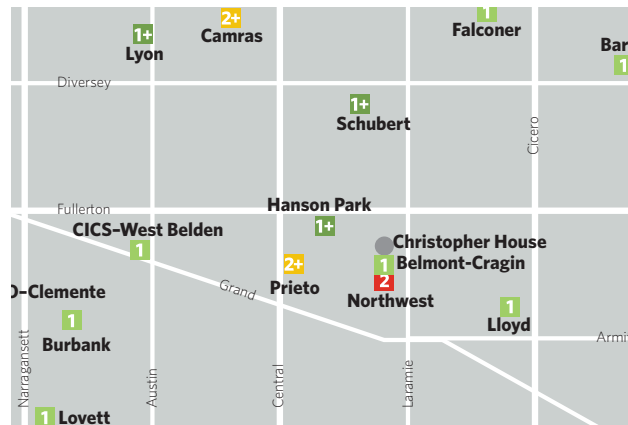 2+
Camras
1
Falconer
1+
Lyon
Bar
1
Diversey
1+
Schubert
Cicero
Fullerton
Hanson Park
1+
CICS–West Belden
1
Christopher House
1
Belmont-Cragin
2+
Prieto
2
Northwest
Grand
O–Clemente
1
Burbank
1
Lloyd
Armi
Narragansett
Austin
Central
Laramie
1
Lovett